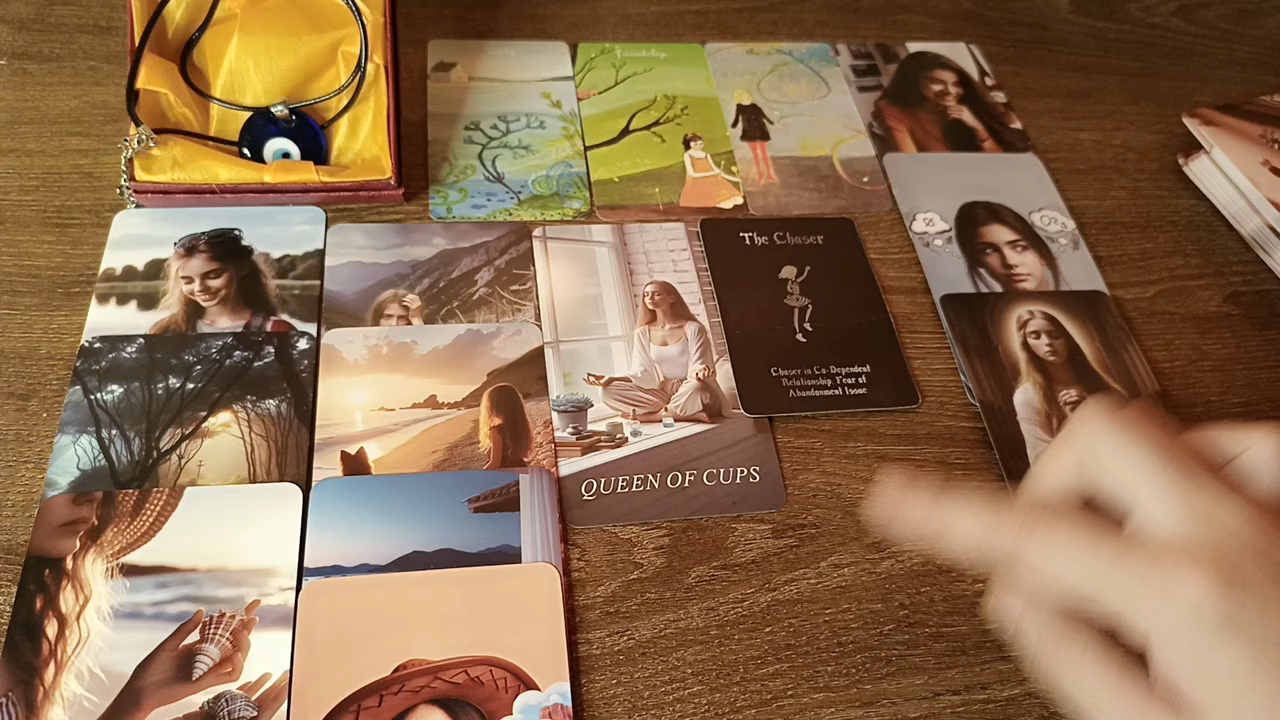 Friendship
The Chaser
Chaser in Co-Dependent
Relationship. Fear of
Abandonment Issue
QUEEN OF CUPS